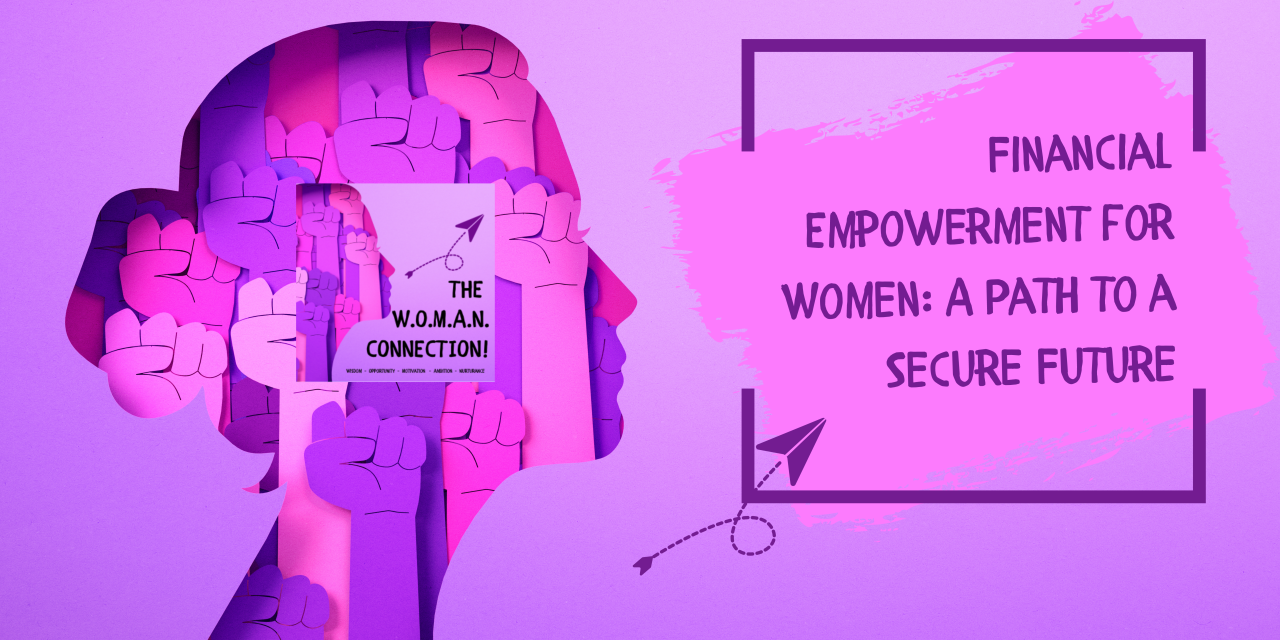 THE
W.O.M.A.N.
CONNECTION!
WISDOM - OPPORTUNITY - MOTIVATION - AMBITION - NURTURANCE
FINANCIAL
EMPOWERMENT FOR
WOMEN: A PATH TO A
SECURE FUTURE